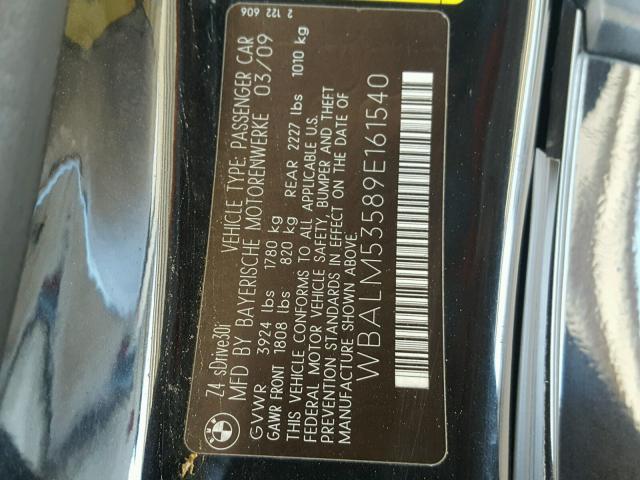 Z4 sDrive30i VEHICLE TYPE: PASSENGER CAR
MFD BY BAYERISCHE MOTORENWERKE 03/09
GVWR 3924 lbs 1780 kg
GAWR FRONT 1808 lbs 820 kg REAR 2227 lbs 1010 kg
THIS VEHICLE CONFORMS TO ALL APPLICABLE U.S.
FEDERAL MOTOR VEHICLE SAFETY, BUMPER AND THEFT
PREVENTION STANDARDS IN EFFECT ON THE DATE OF
MANUFACTURE SHOWN ABOVE.
WBALM53589E161540
2 122 606